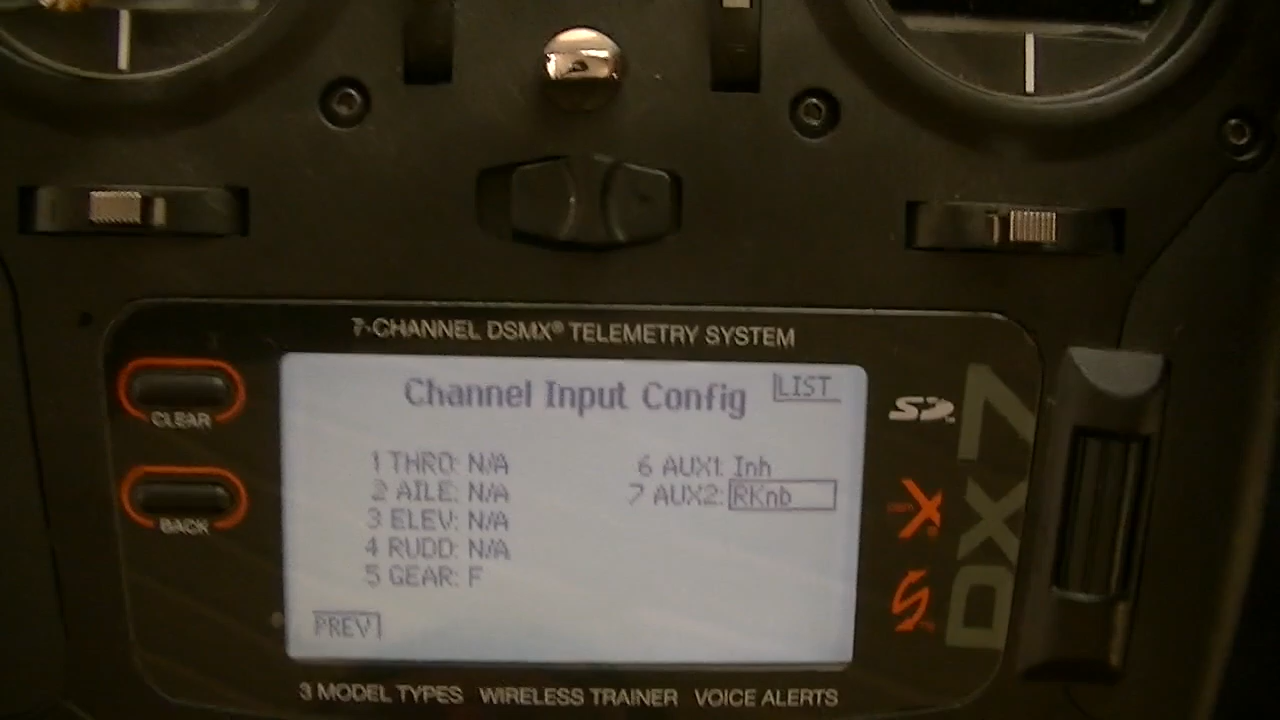 7-CHANNEL DSMX® TELEMETRY SYSTEM
Channel Input Config
LIST
1 THRO: N/A
2 AILE: N/A
3 ELEV: N/A
4 RUDD: N/A
5 GEAR: F
6 AUX1: Inh
7 AUX2: RKnb
PREV
CLEAR
BACK
SD
X
DX7
3 MODEL TYPES WIRELESS TRAINER VOICE ALERTS